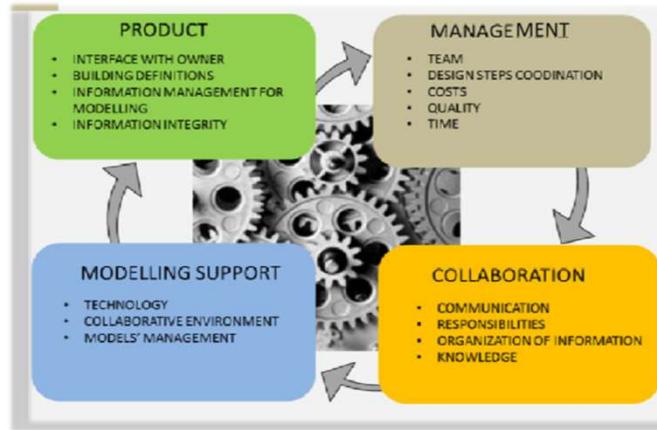 PRODUCT
• INTERFACE WITH OWNER
• BUILDING DEFINITIONS
• INFORMATION MANAGEMENT FOR
MODELLING
• INFORMATION INTEGRITY
MANAGEMENT
• TEAM
• DESIGN STEPS COODINATION
• COSTS
• QUALITY
• TIME
MODELLING SUPPORT
• TECHNOLOGY
• COLLABORATIVE ENVIRONMENT
• MODELS' MANAGEMENT
COLLABORATION
• COMMUNICATION
• RESPONSIBILITIES
• ORGANIZATION OF INFORMATION
• KNOWLEDGE